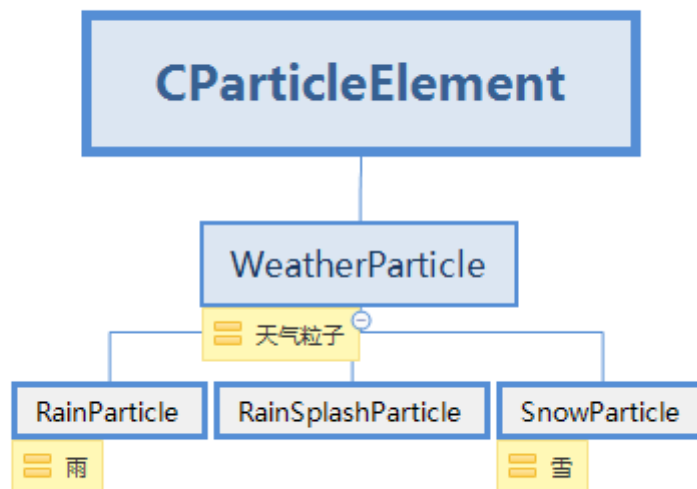 CParticleElement
WeatherParticle
天气粒子
RainParticle
RainSplashParticle
SnowParticle
雨
雪